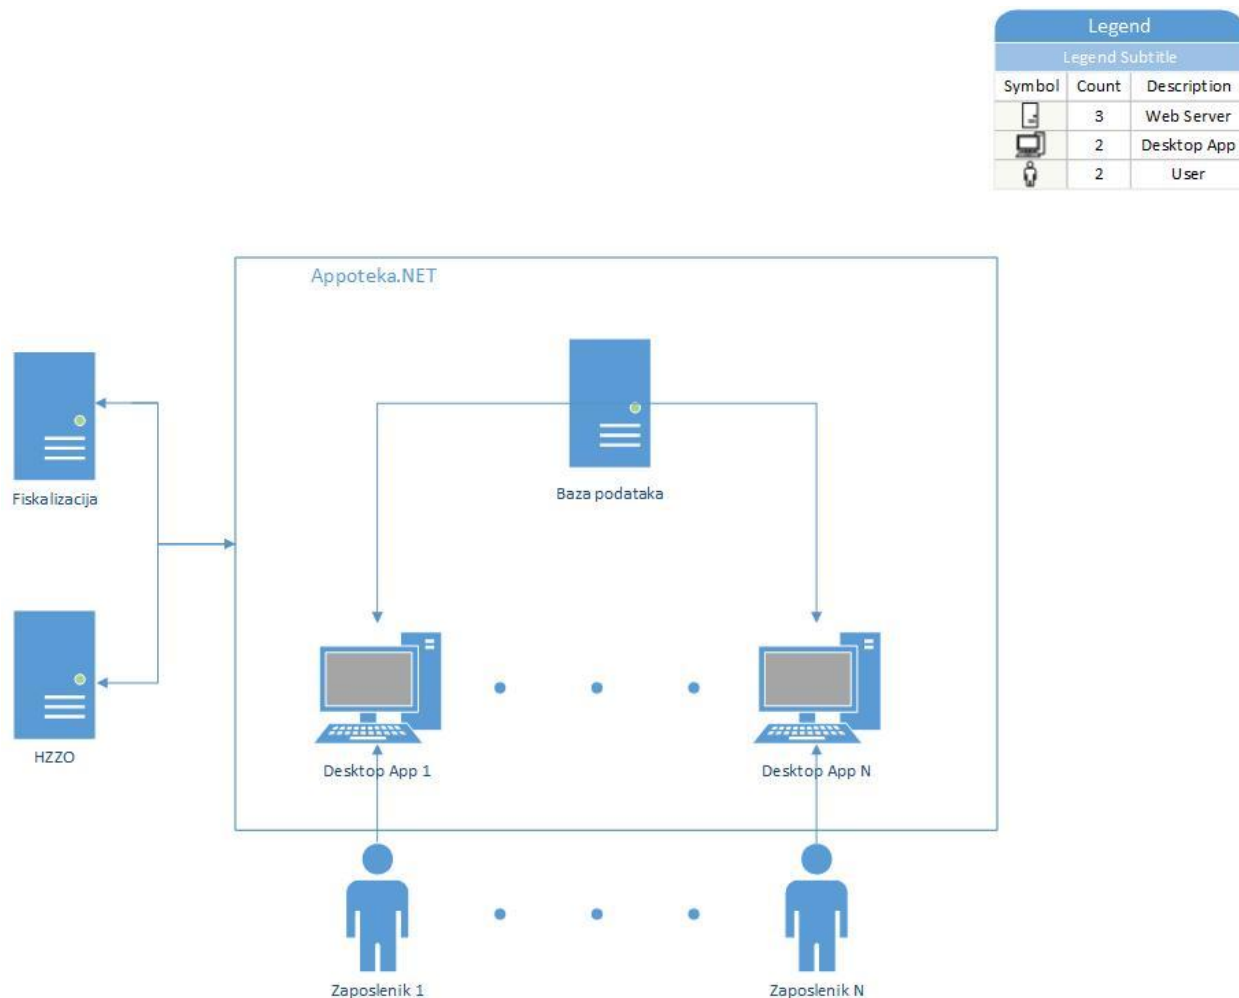 Legend
Legend Subtitle
Symbol Count Description
3 Web Server
2 Desktop App
2 User
Appoteka.NET
Fiskalizacija
Baza podataka
HZZO
Desktop App 1
Desktop App N
Zaposlenik 1
Zaposlenik N